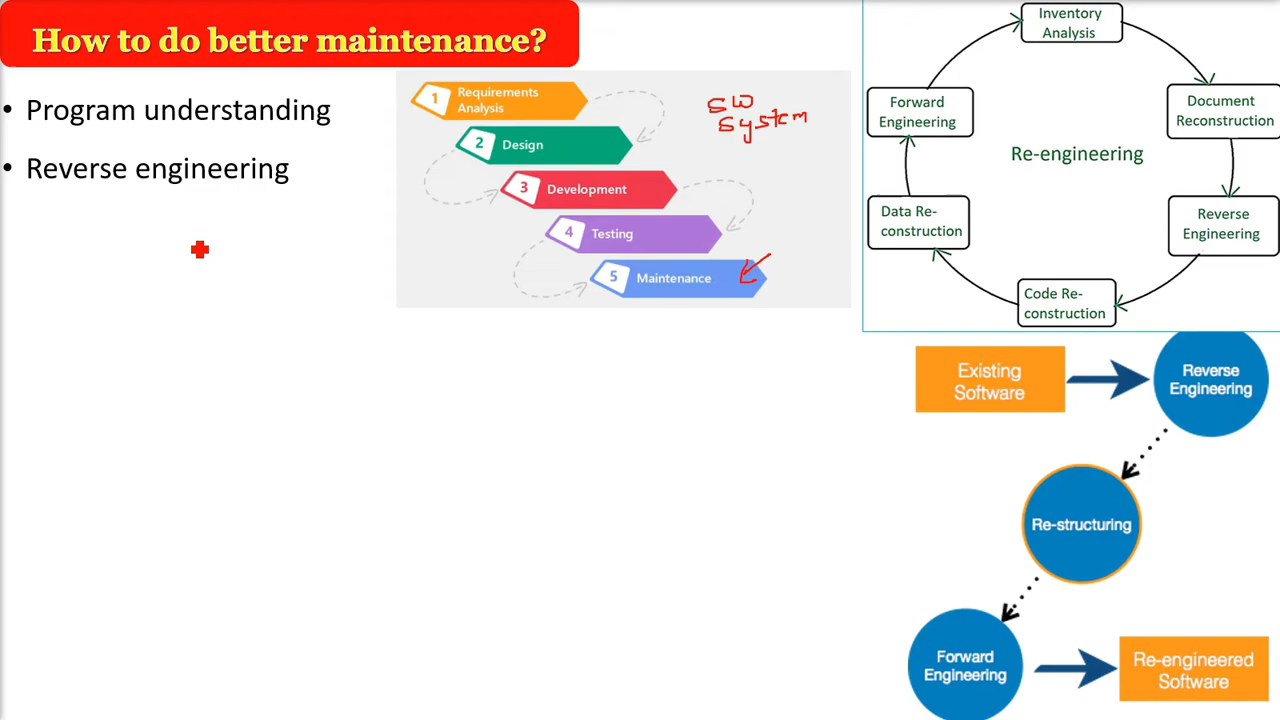 How to do better maintenance?
• Program understanding
• Reverse engineering
1 Requirements
Analysis
2 Design
3 Development
4 Testing
5 Maintenance
SW
System
Inventory
Analysis
Document
Reconstruction
Reverse
Engineering
Code Re-
construction
Data Re-
construction
Forward
Engineering
Re-engineering
Existing
Software
Reverse
Engineering
Re-structuring
Forward
Engineering
Re-engineered
Software